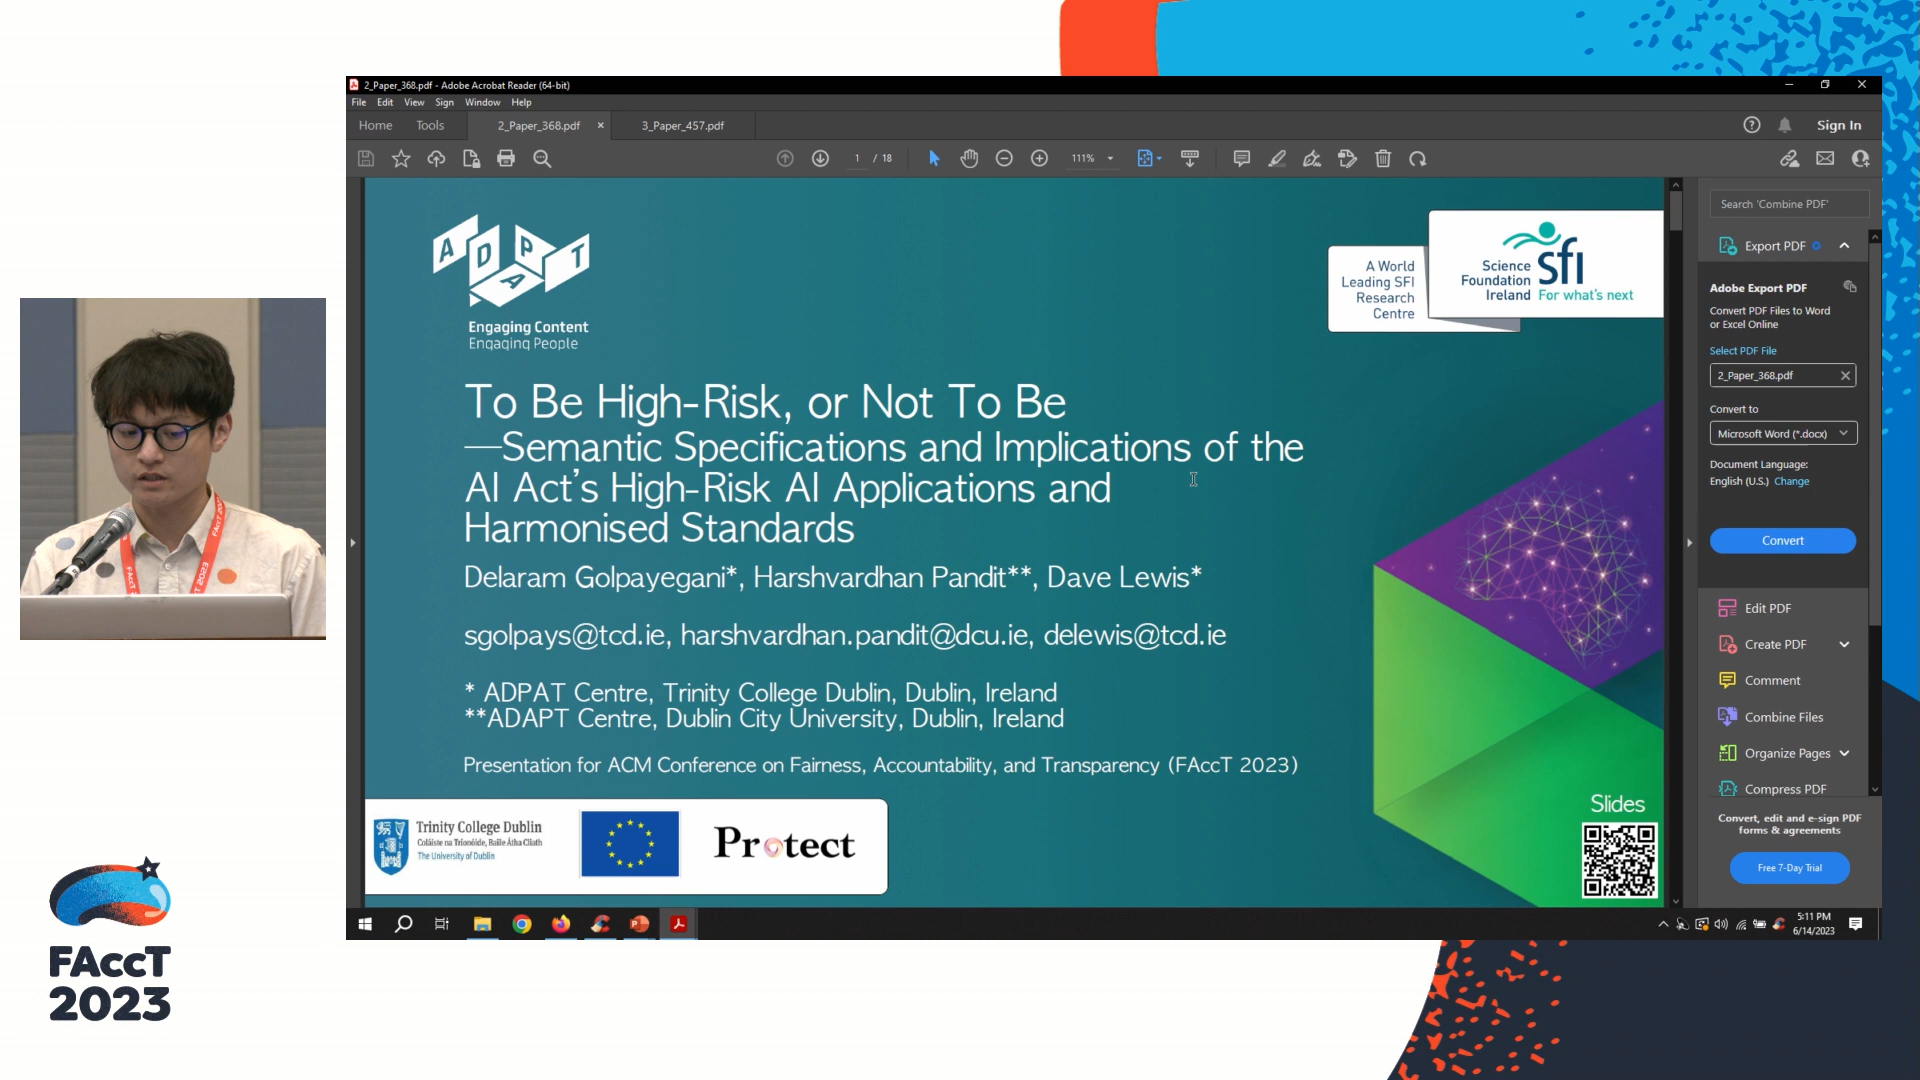 2_Paper_368.pdf - Adobe Acrobat Reader (64-bit)
File Edit View Sign Window Help
Home Tools 2_Paper_368.pdf × 3_Paper_457.pdf Sign In
1 / 18 111%
ADAPT
Engaging Content
Engaging People
A World
Leading SFI
Research
Centre
Science
Foundation
Ireland
sfi
For what's next
To Be High-Risk, or Not To Be
—Semantic Specifications and Implications of the
AI Act's High-Risk AI Applications and
Harmonised Standards
Delaram Golpayegani*, Harshvardhan Pandit**, Dave Lewis*
sgolpays@tcd.ie, harshvardhan.pandit@dcu.ie, delewis@tcd.ie
* ADPAT Centre, Trinity College Dublin, Dublin, Ireland
**ADAPT Centre, Dublin City University, Dublin, Ireland
Presentation for ACM Conference on Fairness, Accountability, and Transparency (FAccT 2023)
Slides
Trinity College Dublin
Coláiste na Tríonóide, Baile Átha Cliath
The University of Dublin
Protect
Search 'Combine PDF'
Export PDF
Adobe Export PDF
Convert PDF Files to Word
or Excel Online
Select PDF File
2_Paper_368.pdf
Convert to
Microsoft Word (*.docx)
Document Language:
English (U.S.) Change
Convert
Edit PDF
Create PDF
Comment
Combine Files
Organize Pages
Compress PDF
Convert, edit and e-sign PDF
forms & agreements
Free 7-Day Trial
5:11 PM
6/14/2023
FAccT
2023